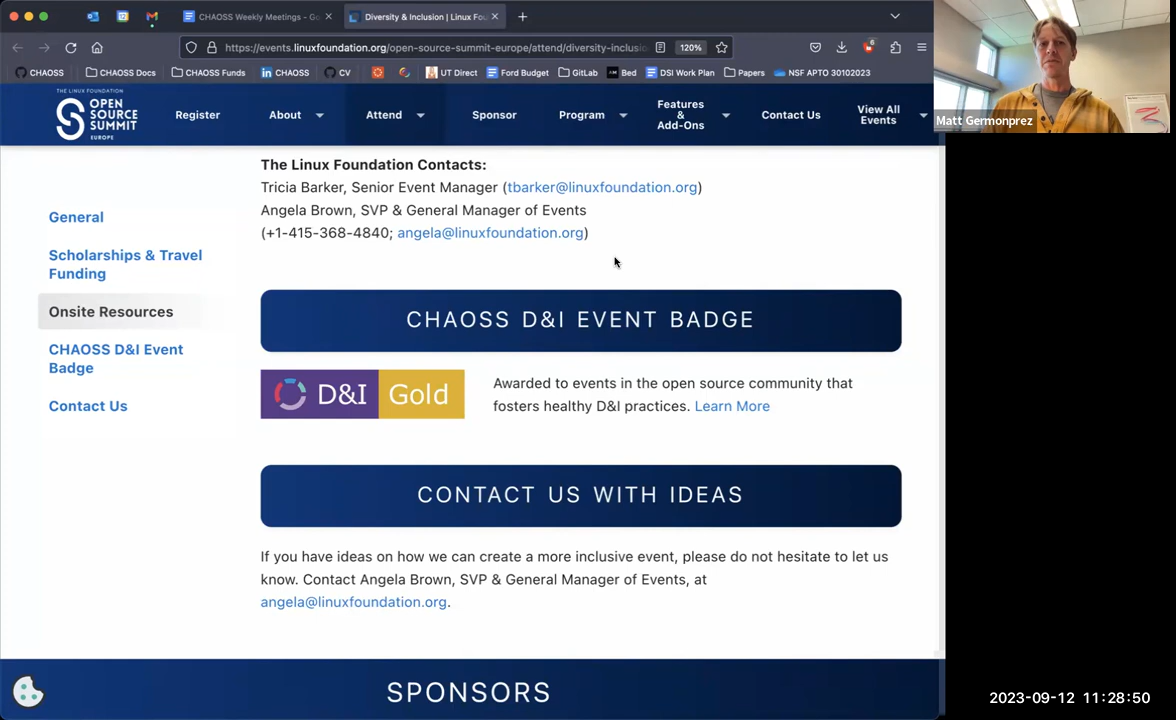 CHAOSS Weekly Meetings - Go
Diversity & Inclusion | Linux Fou
https://events.linuxfoundation.org/open-source-summit-europe/attend/diversity-inclusio
120%
6
CHAOSS
CHAOSS Docs
CHAOSS Funds
CHAOSS
CV
UT Direct
Ford Budget
GitLab
Bed
DSI Work Plan
Papers
NSF APTO 30102023
THE LINUX FOUNDATION
OPEN
SOURCE
SUMMIT
EUROPE
Register
About
Attend
Sponsor
Program
Features
&
Add-Ons
Contact Us
View All
Events
Matt Germonprez
General
Scholarships & Travel
Funding
Onsite Resources
CHAOSS D&I Event
Badge
Contact Us
The Linux Foundation Contacts:
Tricia Barker, Senior Event Manager (tbarker@linuxfoundation.org)
Angela Brown, SVP & General Manager of Events
(+1-415-368-4840; angela@linuxfoundation.org)
CHAOSS D&I EVENT BADGE
D&I Gold
Awarded to events in the open source community that
fosters healthy D&I practices. Learn More
CONTACT US WITH IDEAS
If you have ideas on how we can create a more inclusive event, please do not hesitate to let us
know. Contact Angela Brown, SVP & General Manager of Events, at
angela@linuxfoundation.org.
SPONSORS
2023-09-12 11:28:50